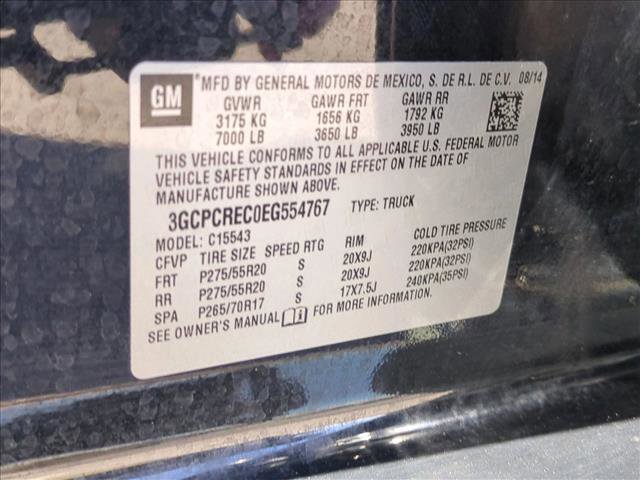 GM *MFD BY GENERAL MOTORS DE MEXICO, S. DE R.L. DE C.V. 08/14
GVWR GAWR FRT GAWR RR
3175 KG 1656 KG 1792 KG
7000 LB 3650 LB 3950 LB
THIS VEHICLE CONFORMS TO ALL APPLICABLE U.S. FEDERAL MOTOR
VEHICLE SAFETY STANDARDS IN EFFECT ON THE DATE OF
MANUFACTURE SHOWN ABOVE.
3GCPCREC0EG554767 TYPE: TRUCK
MODEL: C15543
CFVP TIRE SIZE SPEED RTG RIM COLD TIRE PRESSURE
FRT P275/55R20 S 20X9J 220KPA(32PSI)
RR P275/55R20 S 20X9J 220KPA(32PSI)
SPA P265/70R17 S 17X7.5J 240KPA(35PSI)
SEE OWNER'S MANUAL FOR MORE INFORMATION.